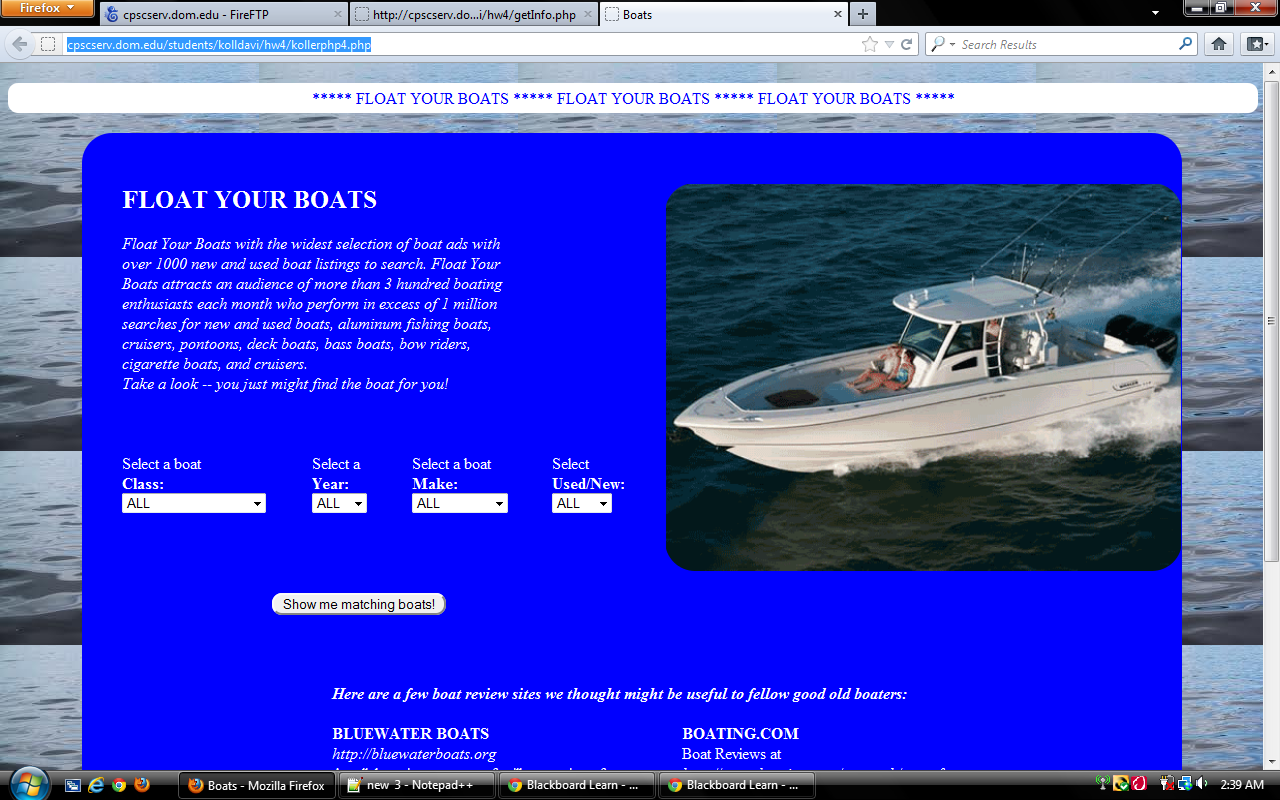 Firefox
cpscserv.dom.edu - FireFTP
http://cpscserv.do...i/hw4/getInfo.php
Boats
cpscserv.dom.edu/students/kolldavi/hw4/kollerphp4.php
Search Results
***** FLOAT YOUR BOATS ***** FLOAT YOUR BOATS ***** FLOAT YOUR BOATS *****
FLOAT YOUR BOATS
Float Your Boats with the widest selection of boat ads with
over 1000 new and used boat listings to search. Float Your
Boats attracts an audience of more than 3 hundred boating
enthusiasts each month who perform in excess of 1 million
searches for new and used boats, aluminum fishing boats,
cruisers, pontoons, deck boats, bass boats, bow riders,
cigarette boats, and cruisers.
Take a look -- you just might find the boat for you!
Select a boat
Class:
ALL
Select a
Year:
ALL
Select a boat
Make:
ALL
Select
Used/New:
ALL
Show me matching boats!
Here are a few boat review sites we thought might be useful to fellow good old boaters:
BLUEWATER BOATS
http://bluewaterboats.org
BOATING.COM
Boat Reviews at
Boats - Mozilla Firefox
new 3 - Notepad++
Blackboard Learn - ...
Blackboard Learn - ...
2:39 AM